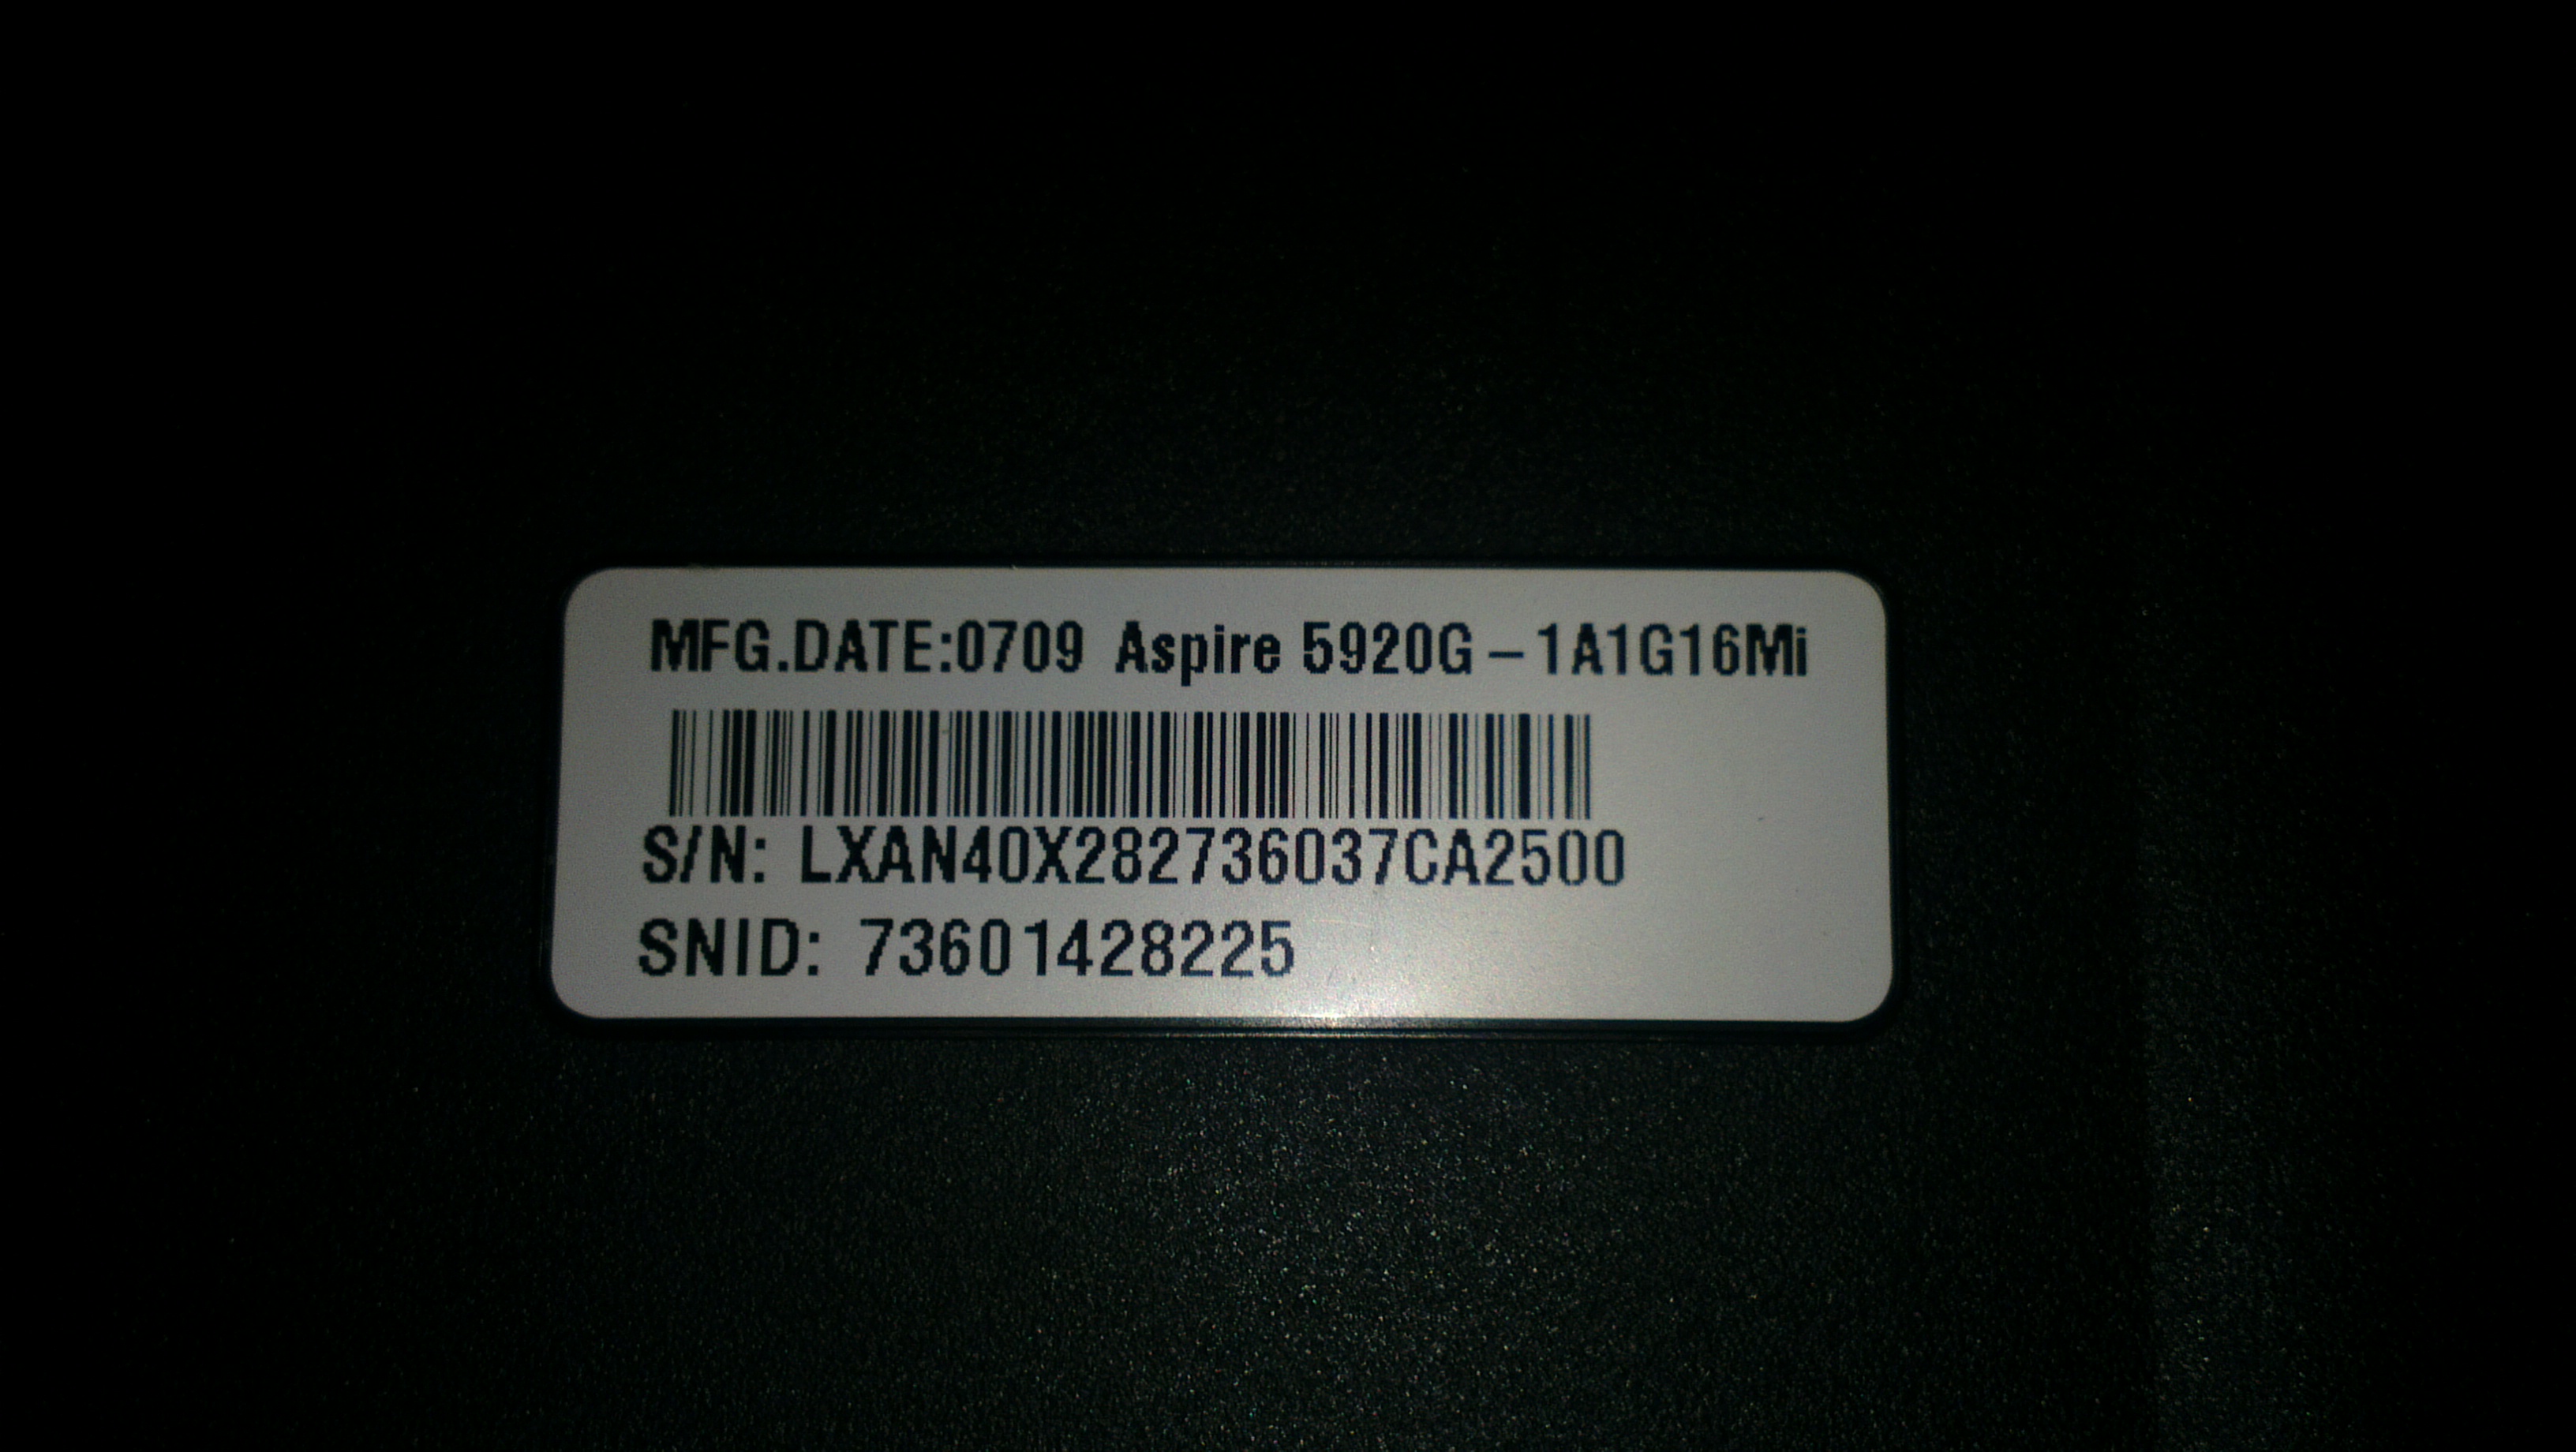 MFG.DATE:0709 Aspire 5920G-1A1G16Mi
S/N: LXAN40X282736037CA2500
SNID: 73601428225